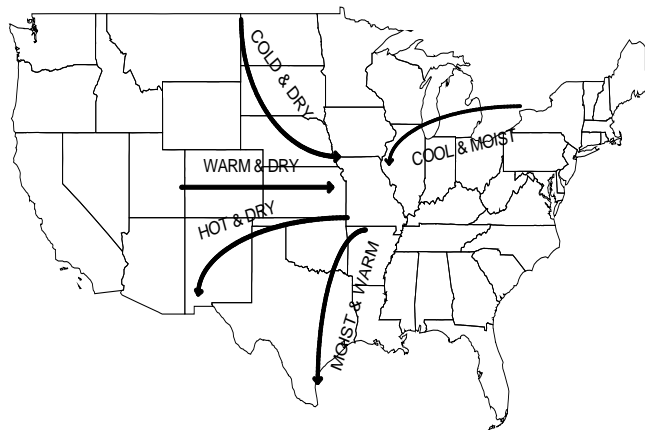 COLD & DRY
COOL & MOIST
WARM & DRY
HOT & DRY
MOIST & WARM